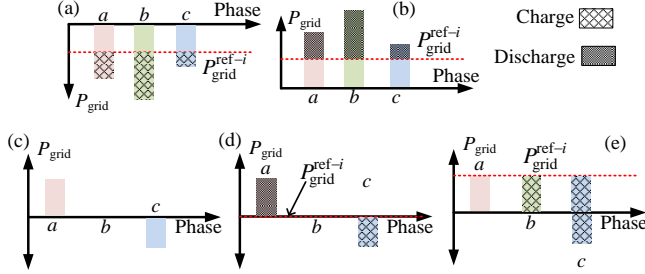 (a)
Phase
a
b
c
P_grid^ref–i
P_grid
P_grid
(b)
P_grid^ref–i
Phase
a
b
c
Charge
Discharge
(c)
P_grid
c
a
b
Phase
(d)
P_grid
a
P_grid^ref–i
c
b
Phase
P_grid
a
P_grid^ref–i
(e)
b
Phase
c